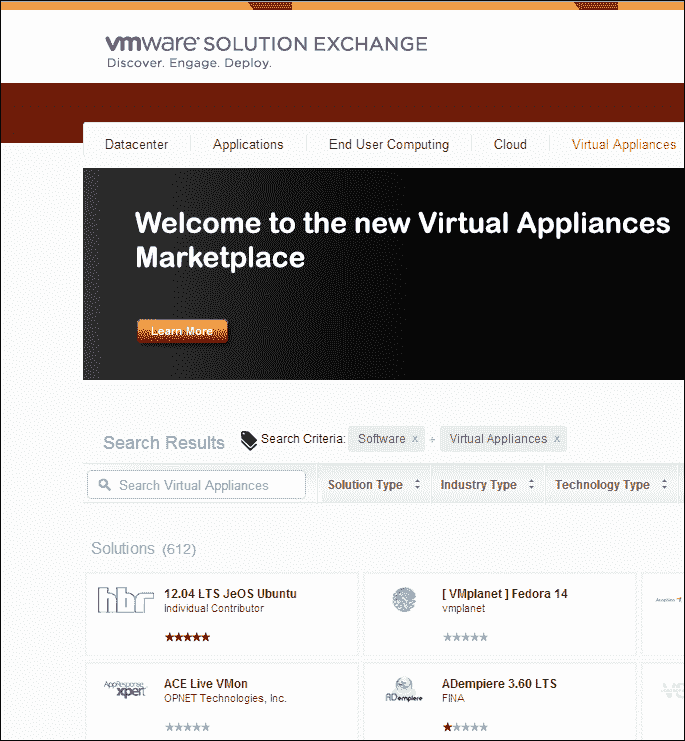 vmware® SOLUTION EXCHANGE
Discover. Engage. Deploy.
Datacenter Applications End User Computing Cloud Virtual Appliances
Welcome to the new Virtual Appliances
Marketplace
Learn More
Search Results Search Criteria: Software x + Virtual Appliances x
Search Virtual Appliances Solution Type Industry Type Technology Type
Solutions (612)
hbr 12.04 LTS JeOS Ubuntu [ VMplanet ] Fedora 14
Individual Contributor vmplanet
AppResponse xpert ACE Live VMon ADempiere ADempiere 3.60 LTS
OPNET Technologies, Inc. FINA